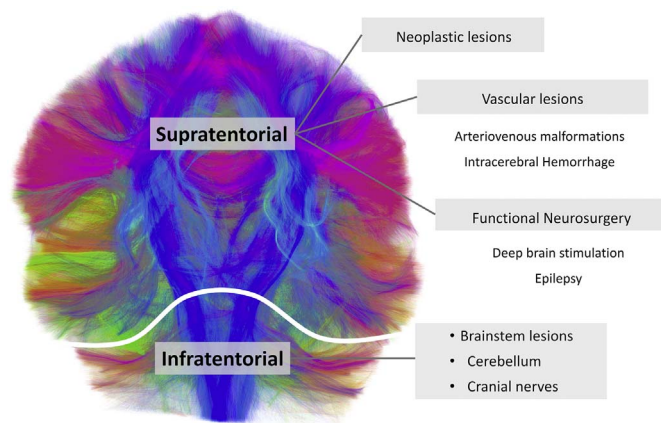 Neoplastic lesions
Supratentorial
Vascular lesions
Arteriovenous malformations
Intracerebral Hemorrhage
Functional Neurosurgery
Deep brain stimulation
Epilepsy
Infratentorial
• Brainstem lesions
• Cerebellum
• Cranial nerves